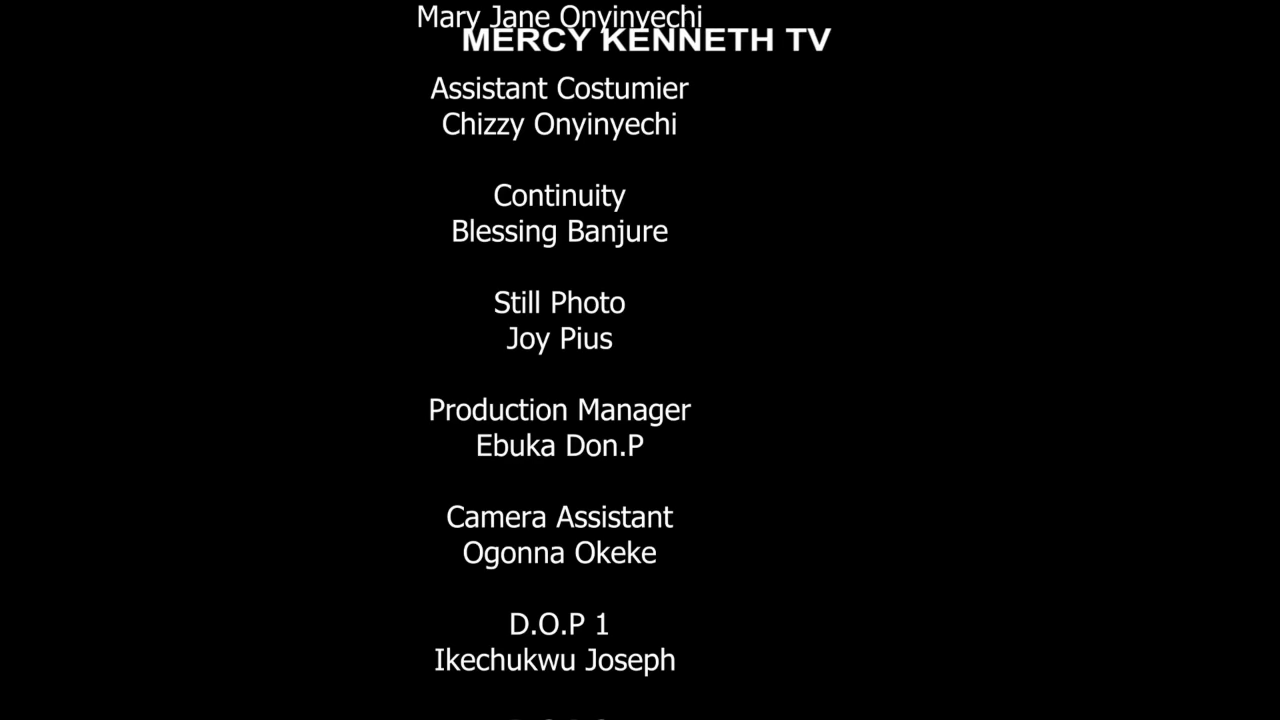 Mary Jane Onyinyechi
MERCY KENNETH TV
Assistant Costumier
Chizzy Onyinyechi
Continuity
Blessing Banjure
Still Photo
Joy Pius
Production Manager
Ebuka Don.P
Camera Assistant
Ogonna Okeke
D.O.P 1
Ikechukwu Joseph